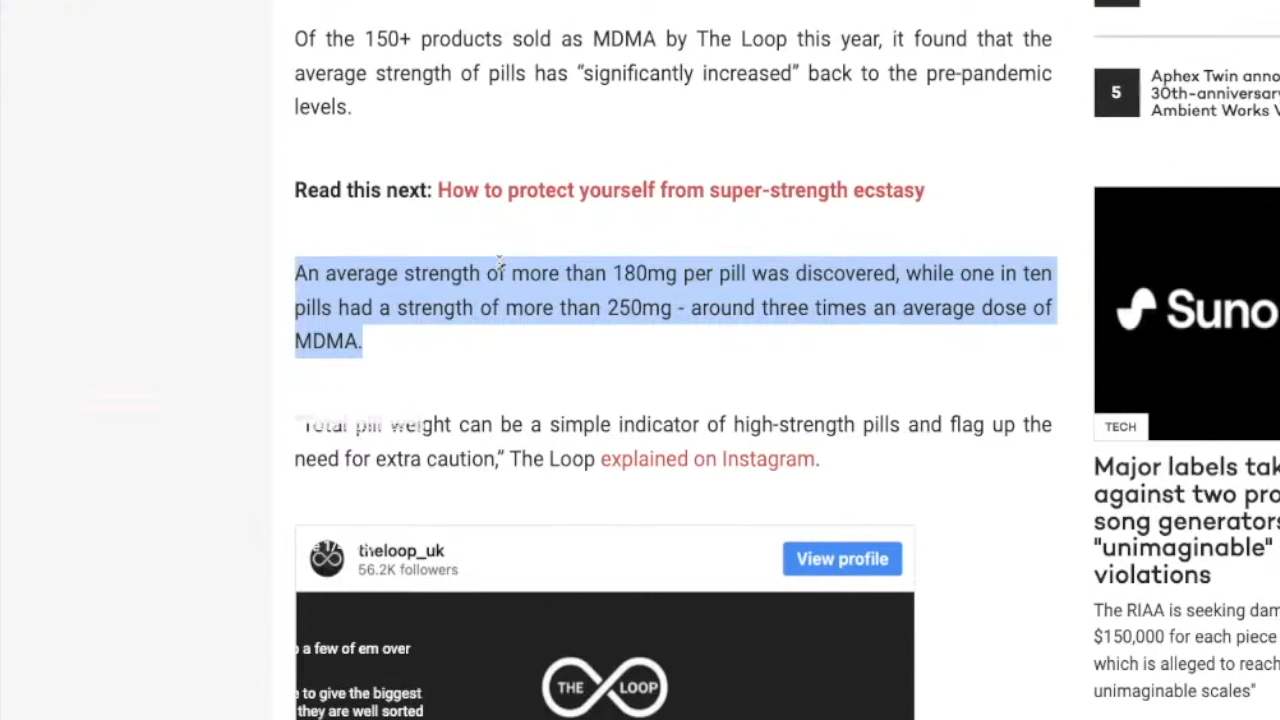 Of the 150+ products sold as MDMA by The Loop this year, it found that the
average strength of pills has “significantly increased” back to the pre-pandemic
levels.
Read this next: How to protect yourself from super-strength ecstasy
An average strength of more than 180mg per pill was discovered, while one in ten
pills had a strength of more than 250mg - around three times an average dose of
MDMA.
"Total pill weight can be a simple indicator of high-strength pills and flag up the
need for extra caution,” The Loop explained on Instagram.
theloop_uk
56.2K followers
View profile
a few of em over
to give the biggest
they are well sorted
THE LOOP
5
Aphex Twin anno
30th-anniversary
Ambient Works V
Suno
TECH
Major labels tak
against two pro
song generators
"unimaginable"
violations
The RIAA is seeking dam
$150,000 for each piece
which is alleged to reach
unimaginable scales"